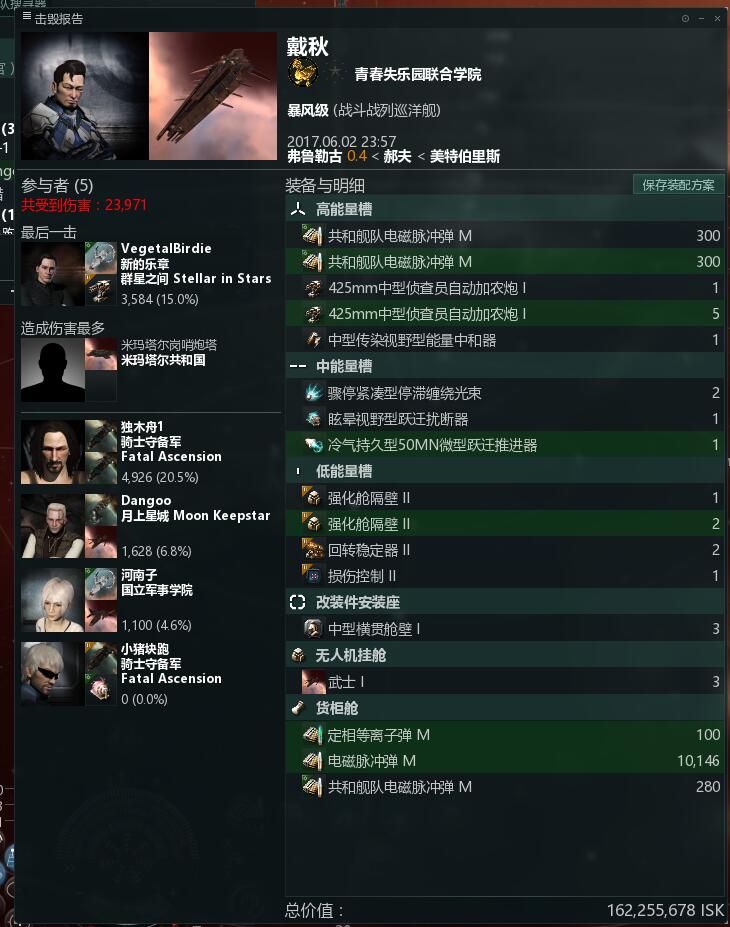 击毁报告
戴秋
青春失乐园联合学院
暴风级 (战斗战列巡洋舰)
2017.06.02 23:57
弗鲁勒古 0.4 < 郝夫 < 美特伯里斯
参与者 (5)
共受到伤害：23,971
最后一击
VegetalBirdie
新的乐章
群星之间 Stellar in Stars
3,584 (15.0%)
造成伤害最多
米玛塔尔岗哨炮塔
米玛塔尔共和国
独木舟1
骑士守备军
Fatal Ascension
4,926 (20.5%)
Dangoo
月上星城 Moon Keepstar
1,628 (6.8%)
河南子
国立军事学院
1,100 (4.6%)
小猪块跑
骑士守备军
Fatal Ascension
0 (0.0%)
装备与明细
保存装配方案
高能量槽
共和舰队电磁脉冲弹 M 300
共和舰队电磁脉冲弹 M 300
425mm中型侦查员自动加农炮 I 1
425mm中型侦查员自动加农炮 I 5
中型传染视野型能量中和器 1
中能量槽
骤停紧凑型停滞缠绕光束 2
眩晕视野型跃迁扰断器 1
冷气持久型50MN微型跃迁推进器 1
低能量槽
强化舱隔壁 II 1
强化舱隔壁 II 2
回转稳定器 II 2
损伤控制 II 1
改装件安装座
中型横贯舱壁 I 3
无人机挂舱
武士 I 3
货柜舱
定相等离子弹 M 100
电磁脉冲弹 M 10,146
共和舰队电磁脉冲弹 M 280
总价值： 162,255,678 ISK